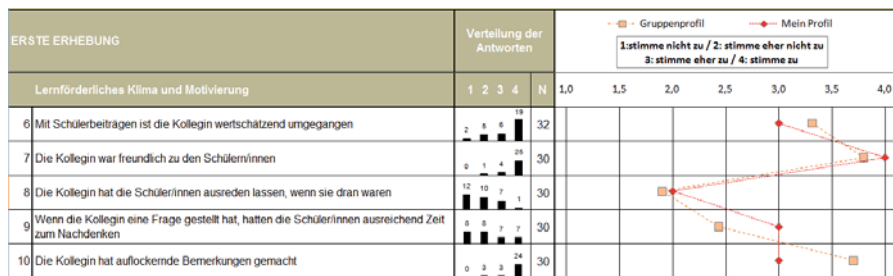 Gruppenprofil Mein Profil
ERSTE ERHEBUNG
Verteilung der
Antworten
1:stimme nicht zu / 2: stimme eher nicht zu
3: stimme eher zu / 4: stimme zu
Lernförderliches Klima und Motivierung 1 2 3 4 N 1,0 1,5 2,0 2,5 3,0 3,5 4,0
6 Mit Schülerbeiträgen ist die Kollegin wertschätzend umgegangen 2 5 6 19 32
7 Die Kollegin war freundlich zu den Schülern/innen 0 1 4 25 30
8 Die Kollegin hat die Schüler/innen ausreden lassen, wenn sie dran waren 12 10 7 1 30
9 Wenn die Kollegin eine Frage gestellt hat, hatten die Schüler/innen ausreichend Zeit
zum Nachdenken 8 8 7 7 30
10 Die Kollegin hat auflockernde Bemerkungen gemacht 0 3 3 24 30